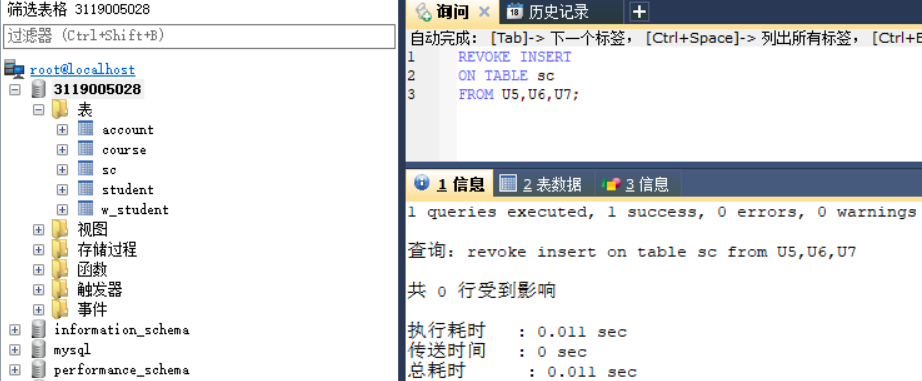 筛选表格 3119005028
过滤器 (Ctrl+Shift+B)
root@localhost
3119005028
表
account
course
sc
student
w_student
视图
存储过程
函数
触发器
事件
information_schema
mysql
performance_schema
询问
18 历史记录
自动完成: [Tab]-> 下一个标签, [Ctrl+Space]-> 列出所有标签, [Ctrl+E
1 REVOKE INSERT
2 ON TABLE sc
3 FROM U5,U6,U7;
1 信息 2 表数据 3 信息
1 queries executed, 1 success, 0 errors, 0 warnings
查询: revoke insert on table sc from U5,U6,U7
共 0 行受到影响
执行耗时 : 0.011 sec
传送时间 : 0 sec
总耗时 : 0.011 sec